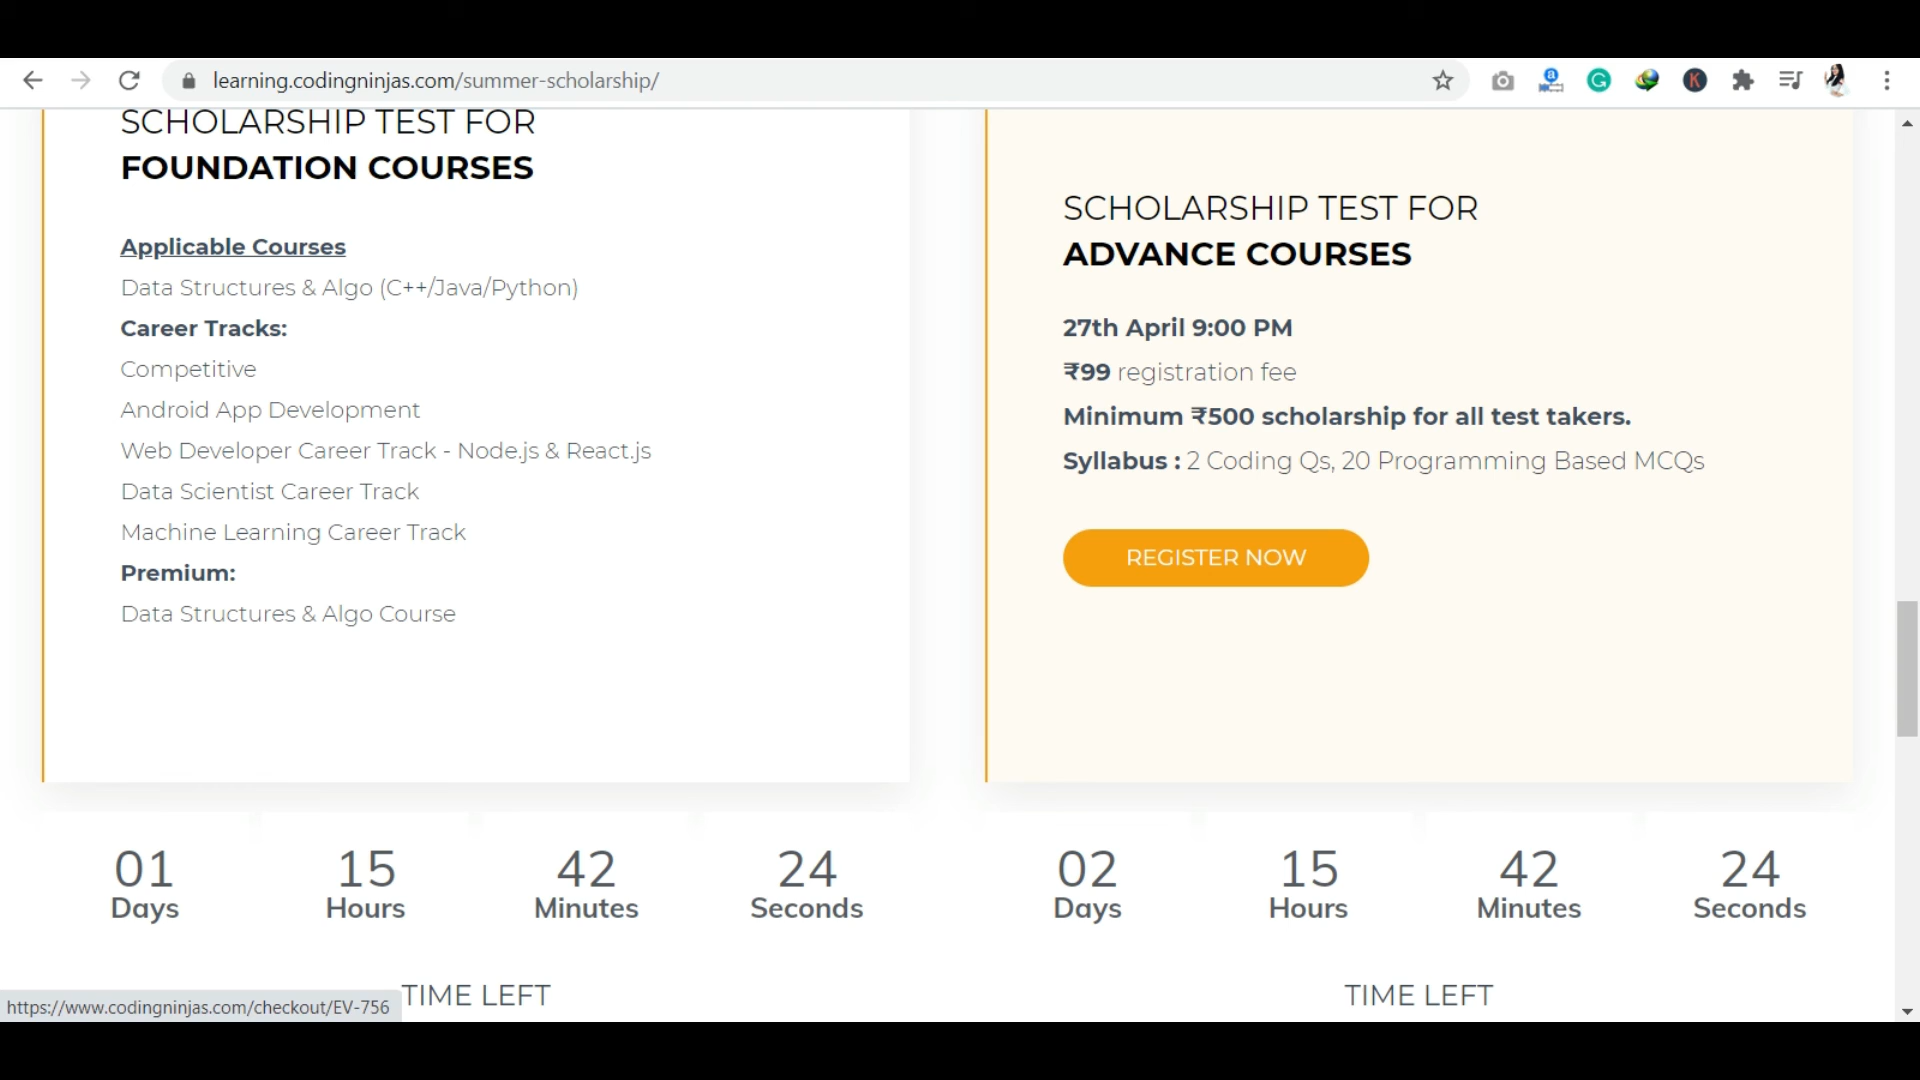 learning.codingninjas.com/summer-scholarship/
SCHOLARSHIP TEST FOR
FOUNDATION COURSES
Applicable Courses
Data Structures & Algo (C++/Java/Python)
Career Tracks:
Competitive
Android App Development
Web Developer Career Track - Node.js & React.js
Data Scientist Career Track
Machine Learning Career Track
Premium:
Data Structures & Algo Course
SCHOLARSHIP TEST FOR
ADVANCE COURSES
27th April 9:00 PM
₹99 registration fee
Minimum ₹500 scholarship for all test takers.
Syllabus : 2 Coding Qs, 20 Programming Based MCQs
REGISTER NOW
01 15 42 24
Days Hours Minutes Seconds
TIME LEFT
02 15 42 24
Days Hours Minutes Seconds
TIME LEFT
https://www.codingninjas.com/checkout/EV-756